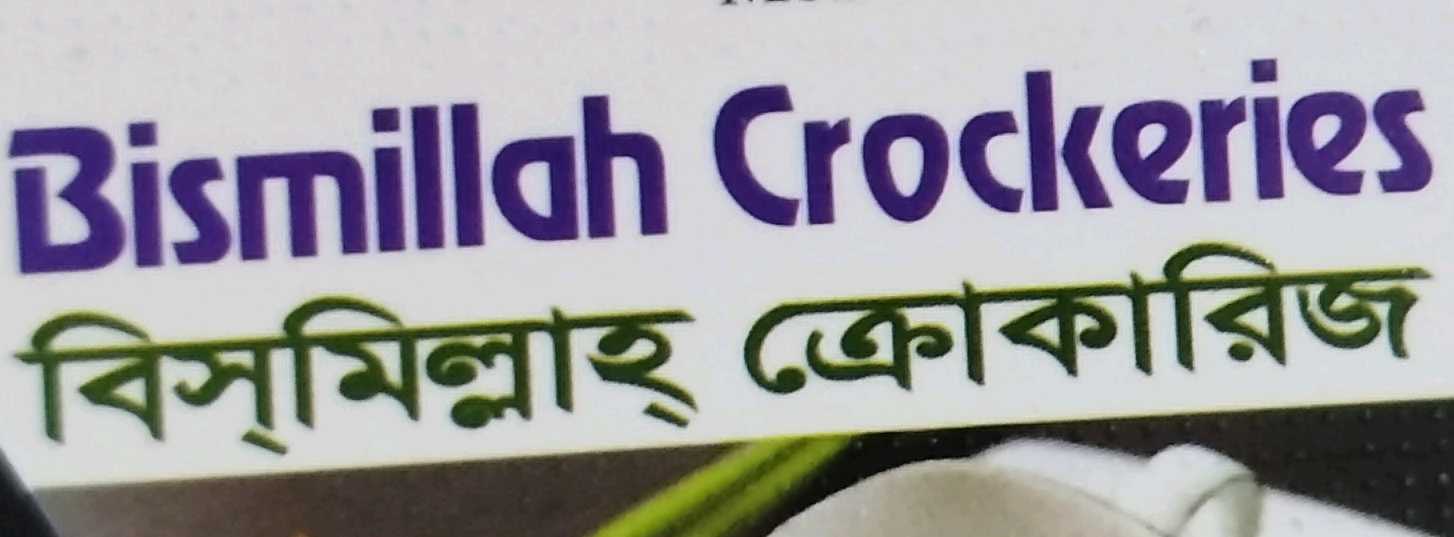 Bismillah Crockeries
বিস্‌মিল্লাহ্ ক্রোকারিজ